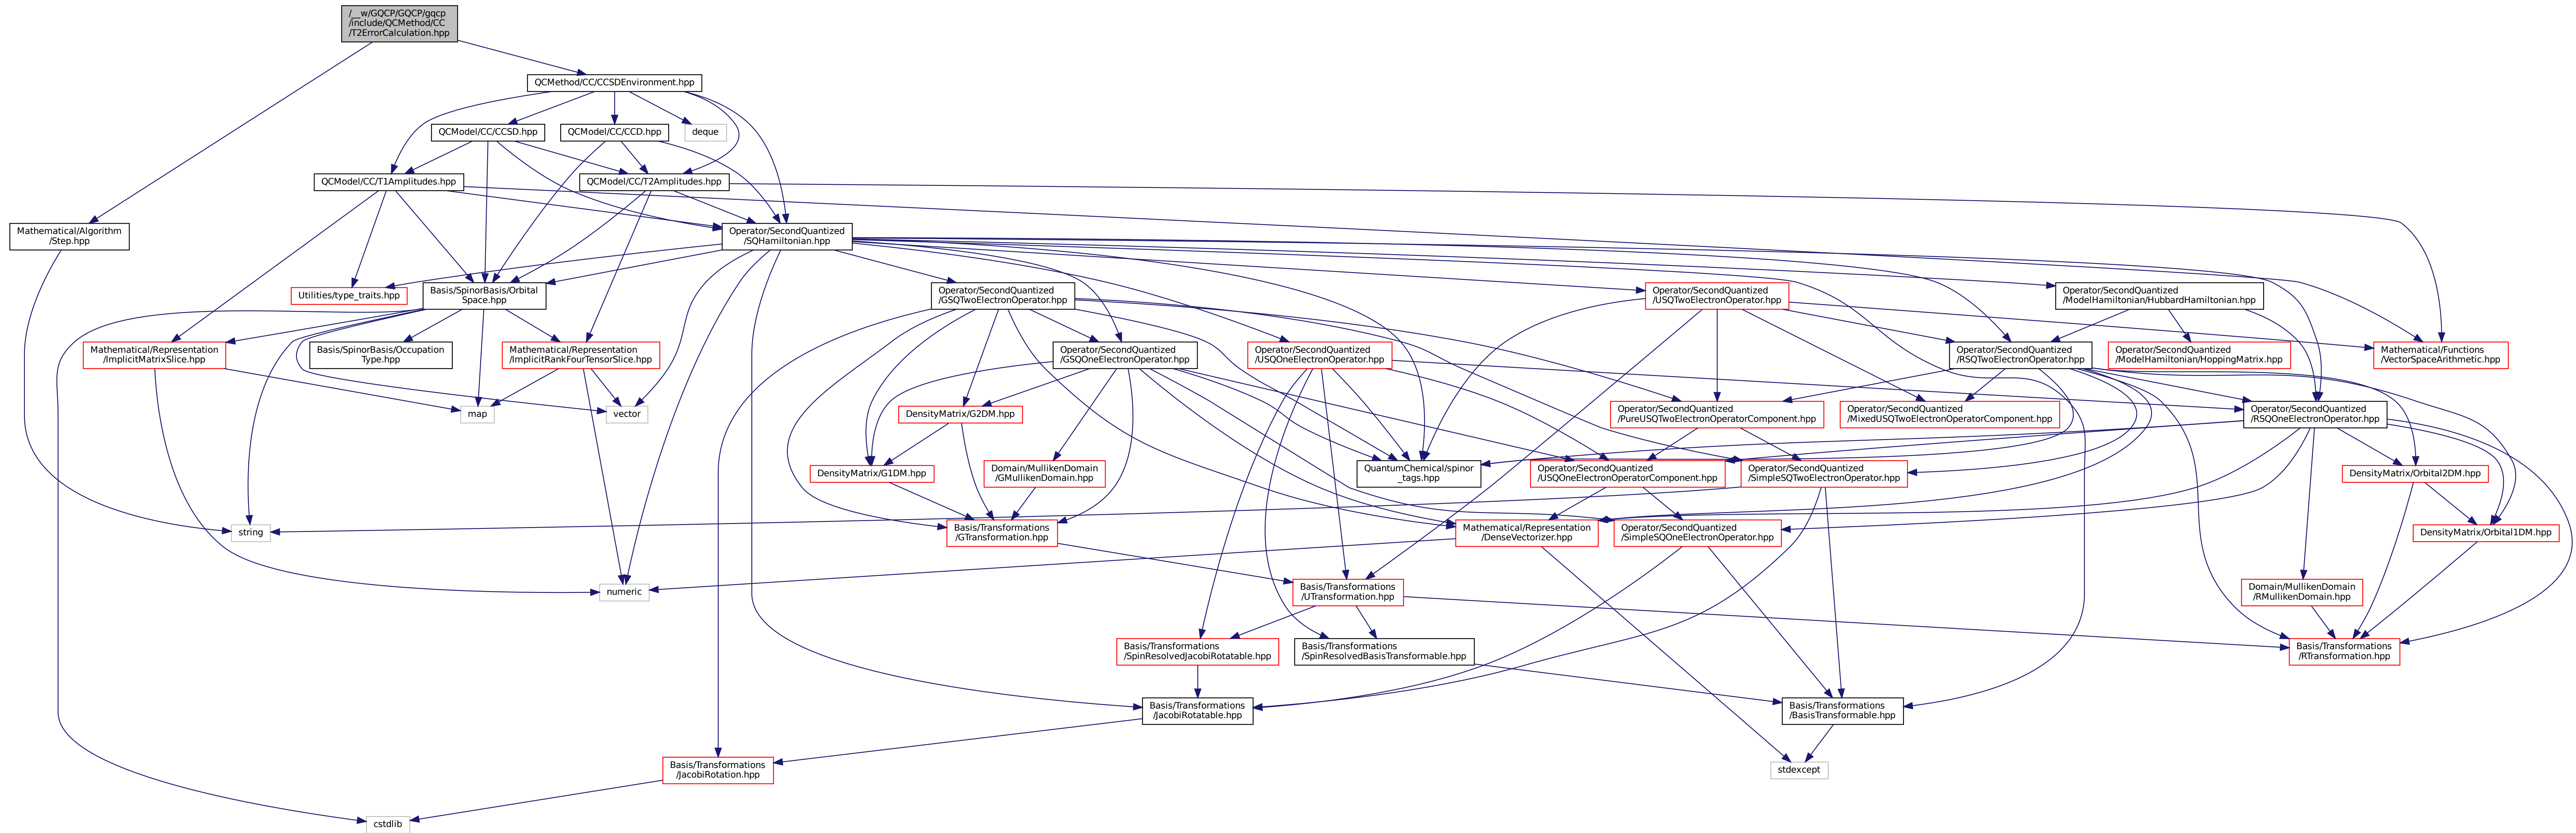 /__w/GQCP/GQCP/gqcp
/include/QCMethod/CC
/T2ErrorCalculation.hpp
QCMethod/CC/CCSDEnvironment.hpp
QCModel/CC/CCSD.hpp
QCModel/CC/CCD.hpp
deque
QCModel/CC/T1Amplitudes.hpp
QCModel/CC/T2Amplitudes.hpp
Mathematical/Algorithm
/Step.hpp
Operator/SecondQuantized
/SQHamiltonian.hpp
Utilities/type_traits.hpp
Basis/SpinorBasis/Orbital
Space.hpp
Operator/SecondQuantized
/GSQTwoElectronOperator.hpp
Operator/SecondQuantized
/USQTwoElectronOperator.hpp
Operator/SecondQuantized
/ModelHamiltonian/HubbardHamiltonian.hpp
Mathematical/Representation
/ImplicitMatrixSlice.hpp
Basis/SpinorBasis/Occupation
Type.hpp
Mathematical/Representation
/ImplicitRankFourTensorSlice.hpp
Operator/SecondQuantized
/GSQOneElectronOperator.hpp
Operator/SecondQuantized
/USQOneElectronOperator.hpp
Operator/SecondQuantized
/RSQTwoElectronOperator.hpp
Operator/SecondQuantized
/ModelHamiltonian/HoppingMatrix.hpp
Mathematical/Functions
/VectorSpaceArithmetic.hpp
map
vector
DensityMatrix/G2DM.hpp
Operator/SecondQuantized
/PureUSQTwoElectronOperatorComponent.hpp
Operator/SecondQuantized
/MixedUSQTwoElectronOperatorComponent.hpp
Operator/SecondQuantized
/RSQOneElectronOperator.hpp
DensityMatrix/G1DM.hpp
Domain/MullikenDomain
/GMullikenDomain.hpp
QuantumChemical/spinor
_tags.hpp
Operator/SecondQuantized
/USQOneElectronOperatorComponent.hpp
Operator/SecondQuantized
/SimpleSQTwoElectronOperator.hpp
DensityMatrix/Orbital2DM.hpp
string
Basis/Transformations
/GTransformation.hpp
Mathematical/Representation
/DenseVectorizer.hpp
Operator/SecondQuantized
/SimpleSQOneElectronOperator.hpp
DensityMatrix/Orbital1DM.hpp
numeric
Basis/Transformations
/UTransformation.hpp
Domain/MullikenDomain
/RMullikenDomain.hpp
Basis/Transformations
/SpinResolvedJacobiRotatable.hpp
Basis/Transformations
/SpinResolvedBasisTransformable.hpp
Basis/Transformations
/RTransformation.hpp
Basis/Transformations
/JacobiRotatable.hpp
Basis/Transformations
/BasisTransformable.hpp
Basis/Transformations
/JacobiRotation.hpp
stdexcept
cstdlib